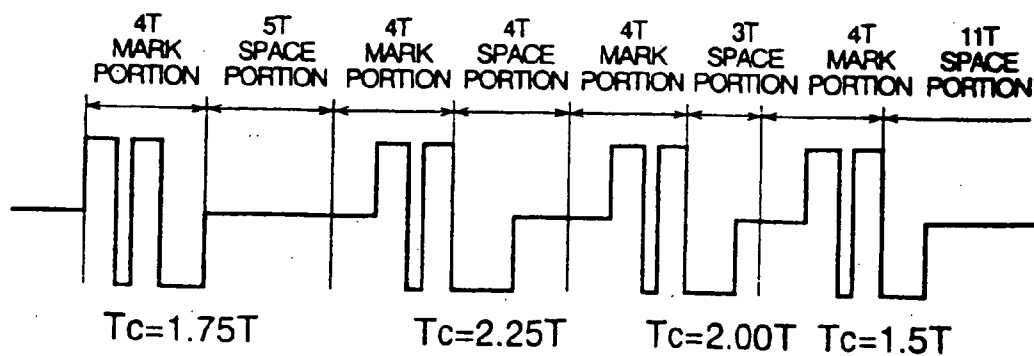 4T MARK PORTION
5T SPACE PORTION
4T MARK PORTION
4T SPACE PORTION
4T MARK PORTION
3T SPACE PORTION
4T MARK PORTION
11T SPACE PORTION
Tc=1.75T
Tc=2.25T
Tc=2.00T
Tc=1.5T